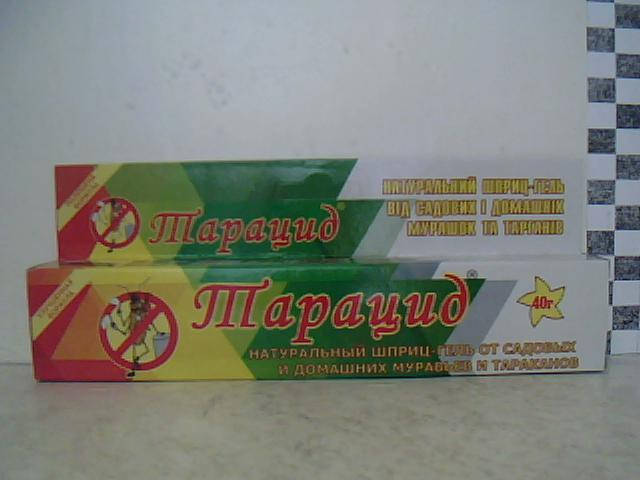 Тарацид
НАТУРАЛЬНИЙ ШПРИЦ-ГЕЛЬ
ВІД САДОВИХ І ДОМАШНІХ
МУРАШОК ТА ТАРГАНІВ
Тарацид®
40г
НАТУРАЛЬНЫЙ ШПРИЦ-ГЕЛЬ ОТ САДОВЫХ
И ДОМАШНИХ МУРАВЬЕВ И ТАРАКАНОВ